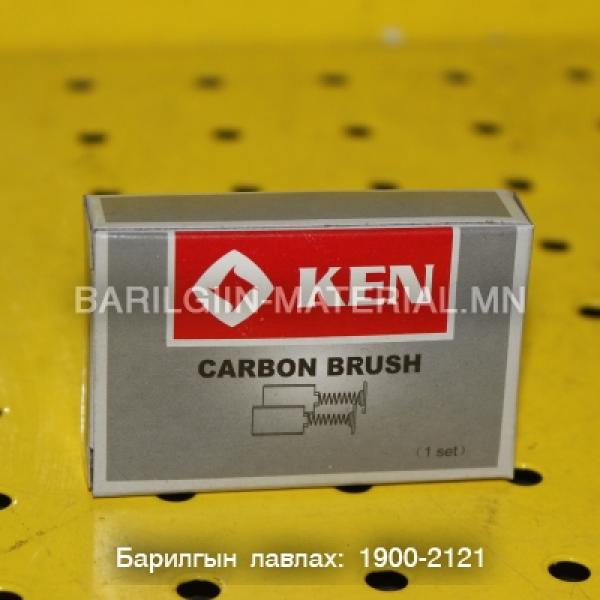 KEN
BARILGIIN-MATERIAL.MN
CARBON BRUSH
(1 set)
Барилгын лавлах: 1900-2121